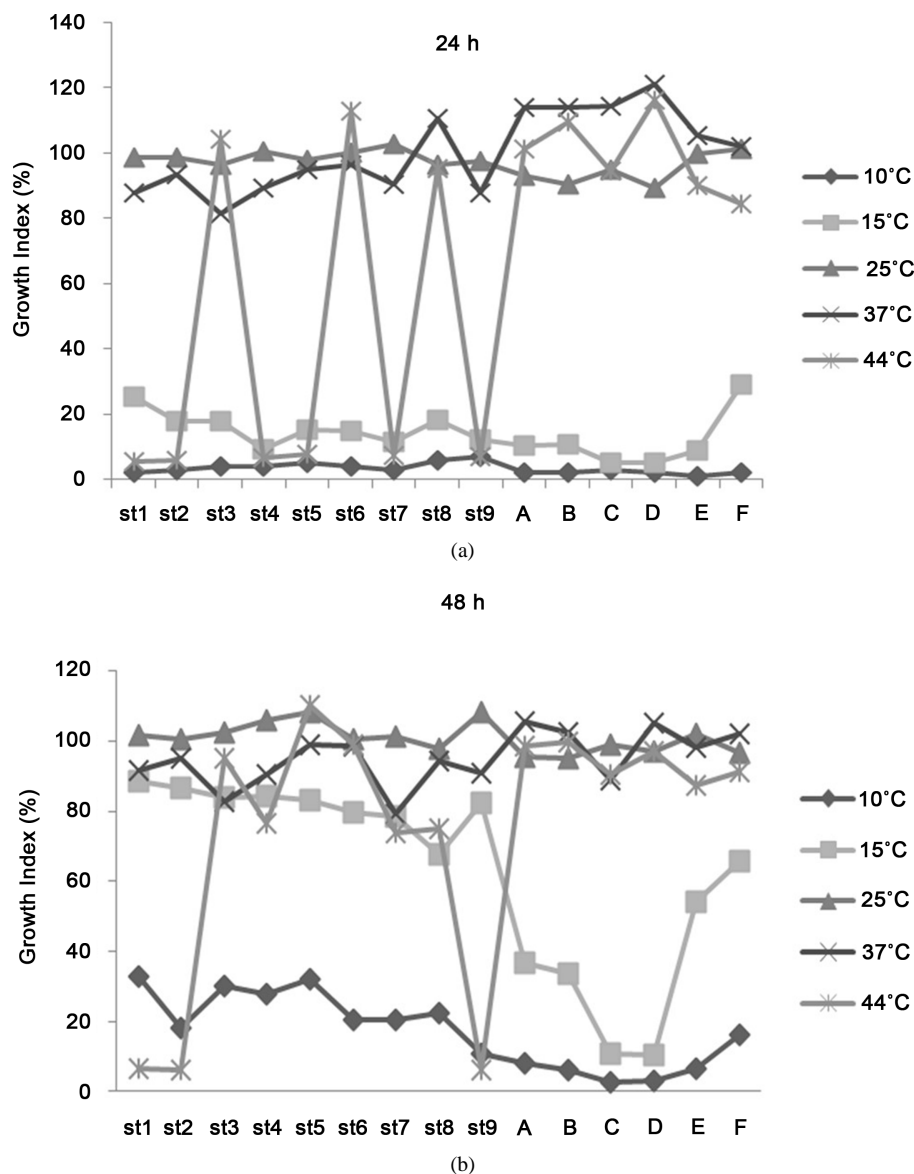 24 h
Growth Index (%)
140
120
100
80
60
40
20
0
st1 st2 st3 st4 st5 st6 st7 st8 st9 A B C D E F
10°C
15°C
25°C
37°C
44°C
(a)
48 h
Growth Index (%)
120
100
80
60
40
20
0
st1 st2 st3 st4 st5 st6 st7 st8 st9 A B C D E F
10°C
15°C
25°C
37°C
44°C
(b)